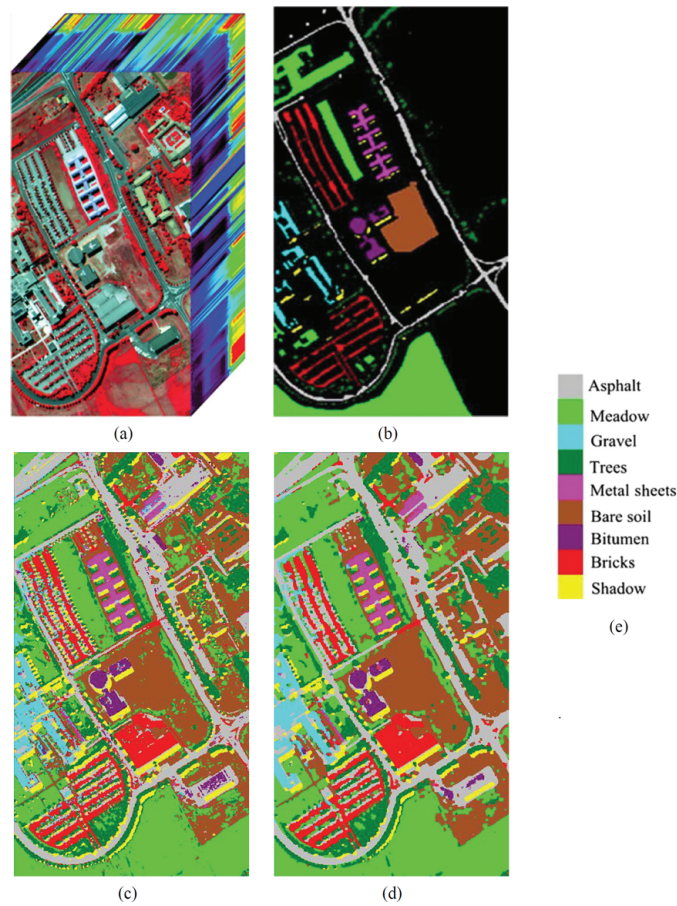 (a)
(b)
Asphalt
Meadow
Gravel
Trees
Metal sheets
Bare soil
Bitumen
Bricks
Shadow
(e)
(c)
(d)